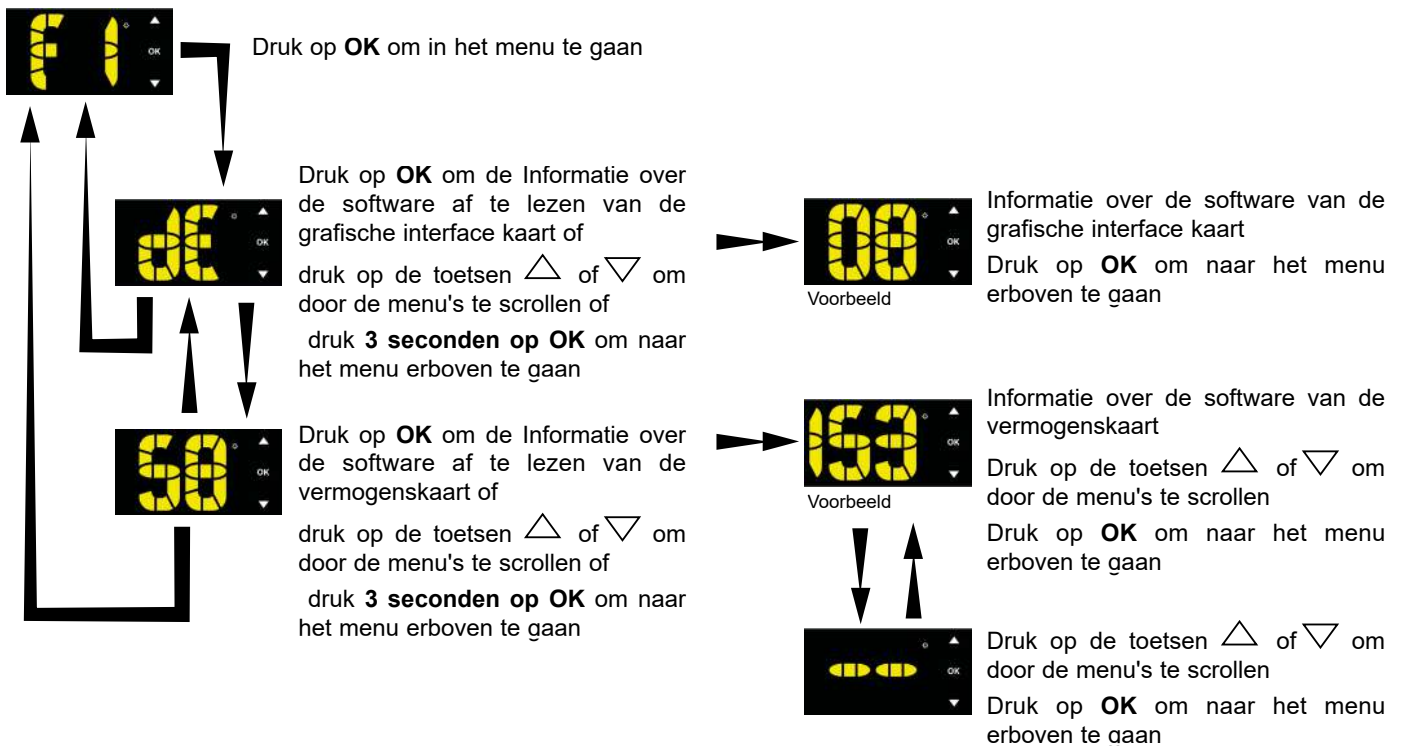 F 1
OK
Druk op OK om in het menu te gaan
dE
OK
Druk op OK om de Informatie over
de software af te lezen van de
grafische interface kaart of
druk op de toetsen △ of ▽ om
door de menu's te scrollen of
druk 3 seconden op OK om naar
het menu erboven te gaan
08
OK
Voorbeeld
Informatie over de software van de
grafische interface kaart
Druk op OK om naar het menu
erboven te gaan
S0
OK
Druk op OK om de Informatie over
de software af te lezen van de
vermogenskaart of
druk op de toetsen △ of ▽ om
door de menu's te scrollen of
druk 3 seconden op OK om naar
het menu erboven te gaan
153
OK
Voorbeeld
Informatie over de software van de
vermogenskaart
Druk op de toetsen △ of ▽ om
door de menu's te scrollen
Druk op OK om naar het menu
erboven te gaan
--
OK
Druk op de toetsen △ of ▽ om
door de menu's te scrollen
Druk op OK om naar het menu
erboven te gaan